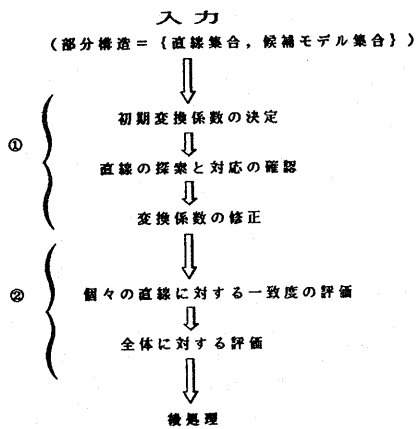 入力
(部分構造＝{直線集合，候補モデル集合})
①
初期変換係数の決定
直線の探索と対応の確認
変換係数の修正
②
個々の直線に対する一致度の評価
全体に対する評価
後処理